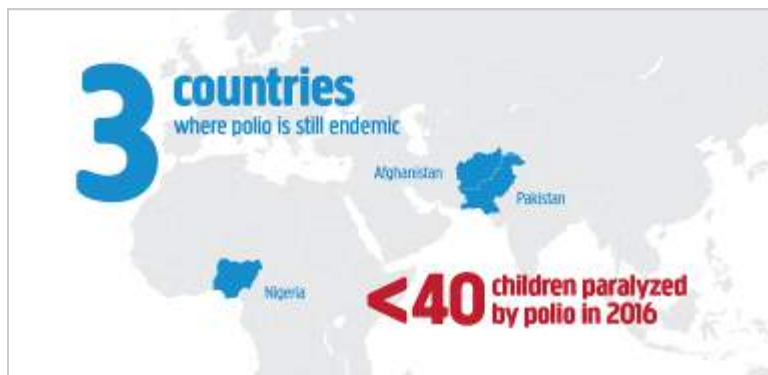 3 countries
where polio is still endemic
Afghanistan
Pakistan
Nigeria
<40 children paralyzed
by polio in 2016